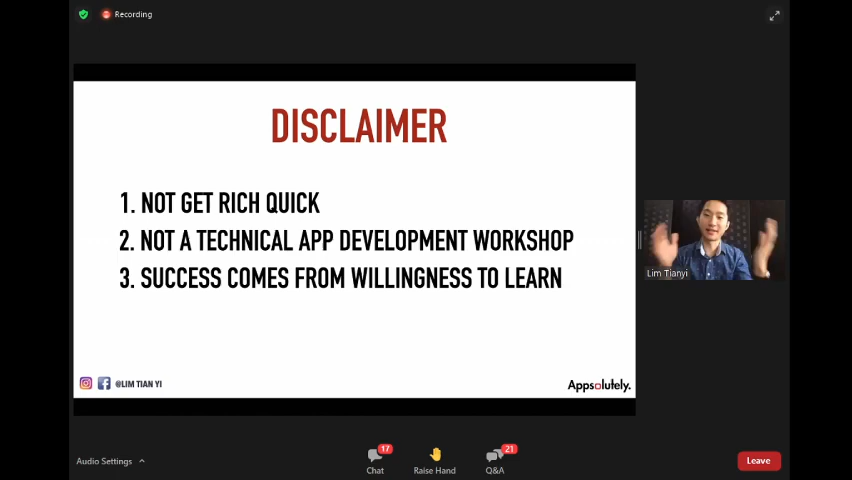 Recording
DISCLAIMER
1. NOT GET RICH QUICK
2. NOT A TECHNICAL APP DEVELOPMENT WORKSHOP
3. SUCCESS COMES FROM WILLINGNESS TO LEARN
@LIM TIAN YI
Appsolutely.
Lim Tianyi
Audio Settings
17
Chat
Raise Hand
21
Q&A
Leave